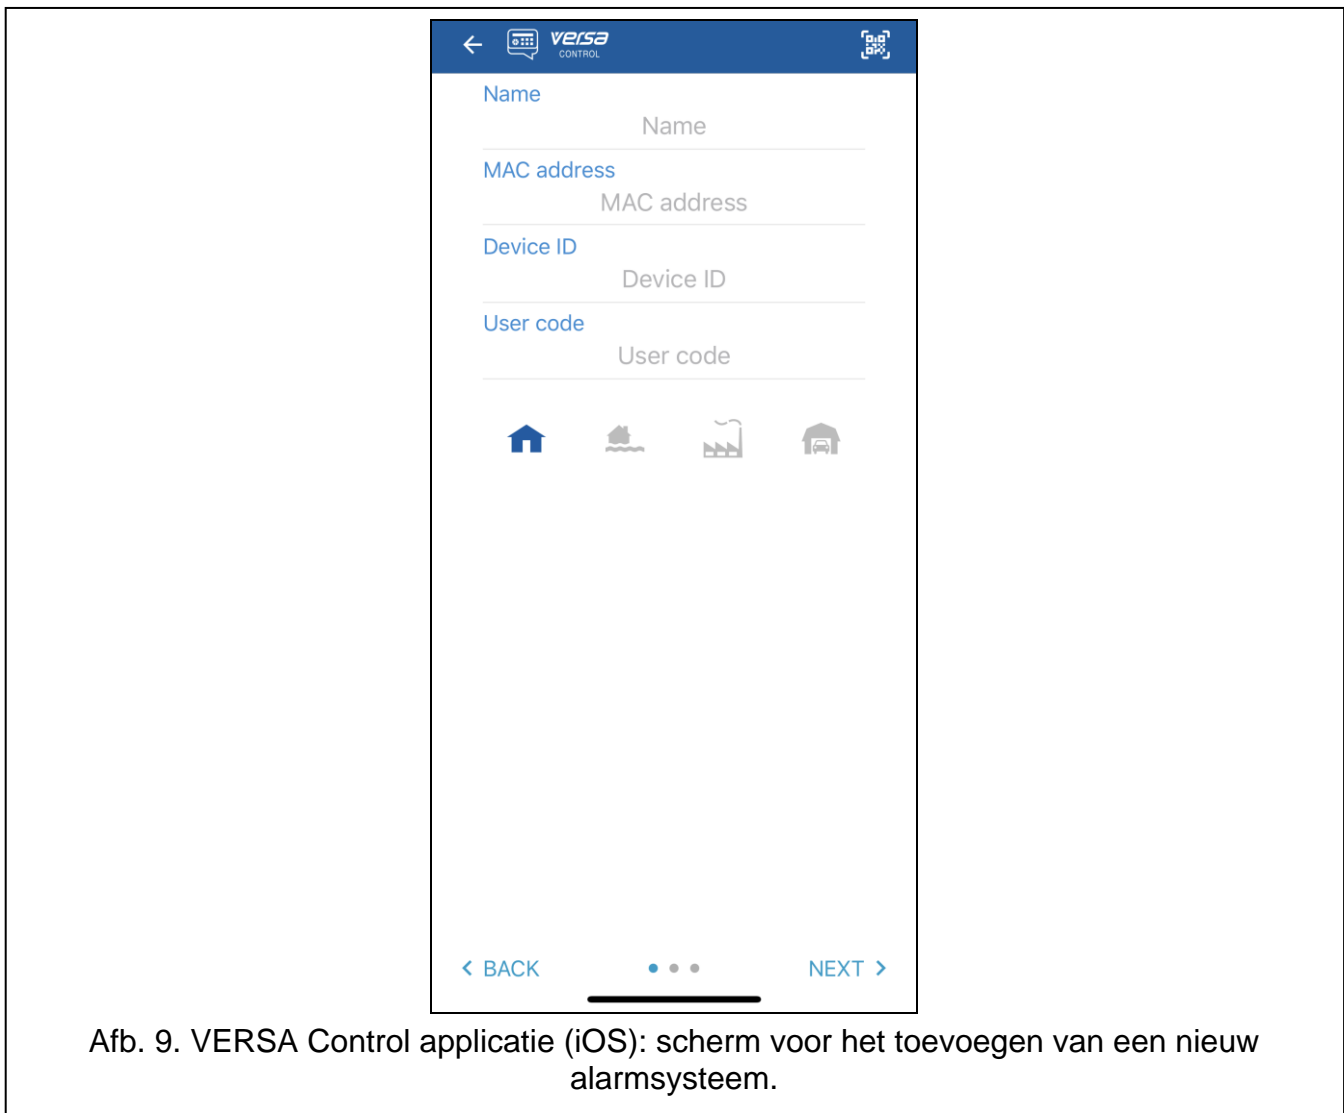 versa
CONTROL
Name
Name
MAC address
MAC address
Device ID
Device ID
User code
User code
BACK
NEXT
Afb. 9. VERSA Control applicatie (iOS): scherm voor het toevoegen van een nieuw
alarmsysteem.